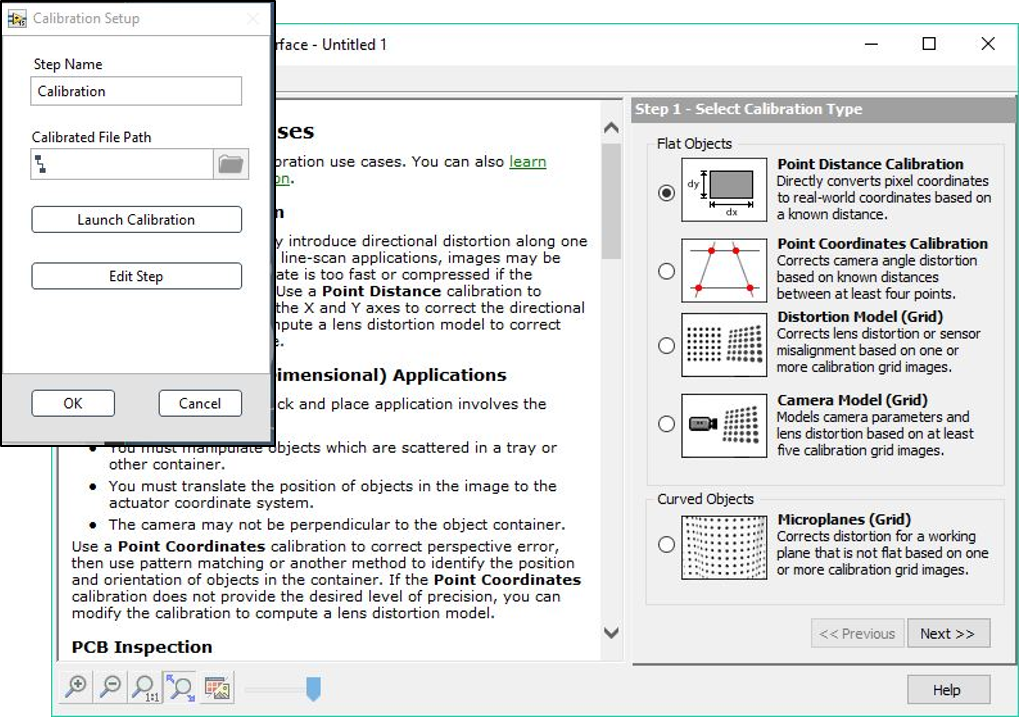 Calibration Setup
Step Name
Calibration
Calibrated File Path
Launch Calibration
Edit Step
OK
Cancel
rface - Untitled 1
ses
bration use cases. You can also learn
on.
n
y introduce directional distortion along one
line-scan applications, images may be
ate is too fast or compressed if the
Use a Point Distance calibration to
the X and Y axes to correct the directional
pute a lens distortion model to correct
e.
imensional) Applications
ck and place application involves the
You must manipulate objects which are scattered in a tray or
other container.
You must translate the position of objects in the image to the
actuator coordinate system.
The camera may not be perpendicular to the object container.
Use a Point Coordinates calibration to correct perspective error,
then use pattern matching or another method to identify the position
and orientation of objects in the container. If the Point Coordinates
calibration does not provide the desired level of precision, you can
modify the calibration to compute a lens distortion model.
PCB Inspection
1:1
Step 1 - Select Calibration Type
Flat Objects
dy
dx
Point Distance Calibration
Directly converts pixel coordinates
to real-world coordinates based on
a known distance.
Point Coordinates Calibration
Corrects camera angle distortion
based on known distances
between at least four points.
Distortion Model (Grid)
Corrects lens distortion or sensor
misalignment based on one or
more calibration grid images.
Camera Model (Grid)
Models camera parameters and
lens distortion based on at least
five calibration grid images.
Curved Objects
Microplanes (Grid)
Corrects distortion for a working
plane that is not flat based on one
or more calibration grid images.
<< Previous
Next >>
Help